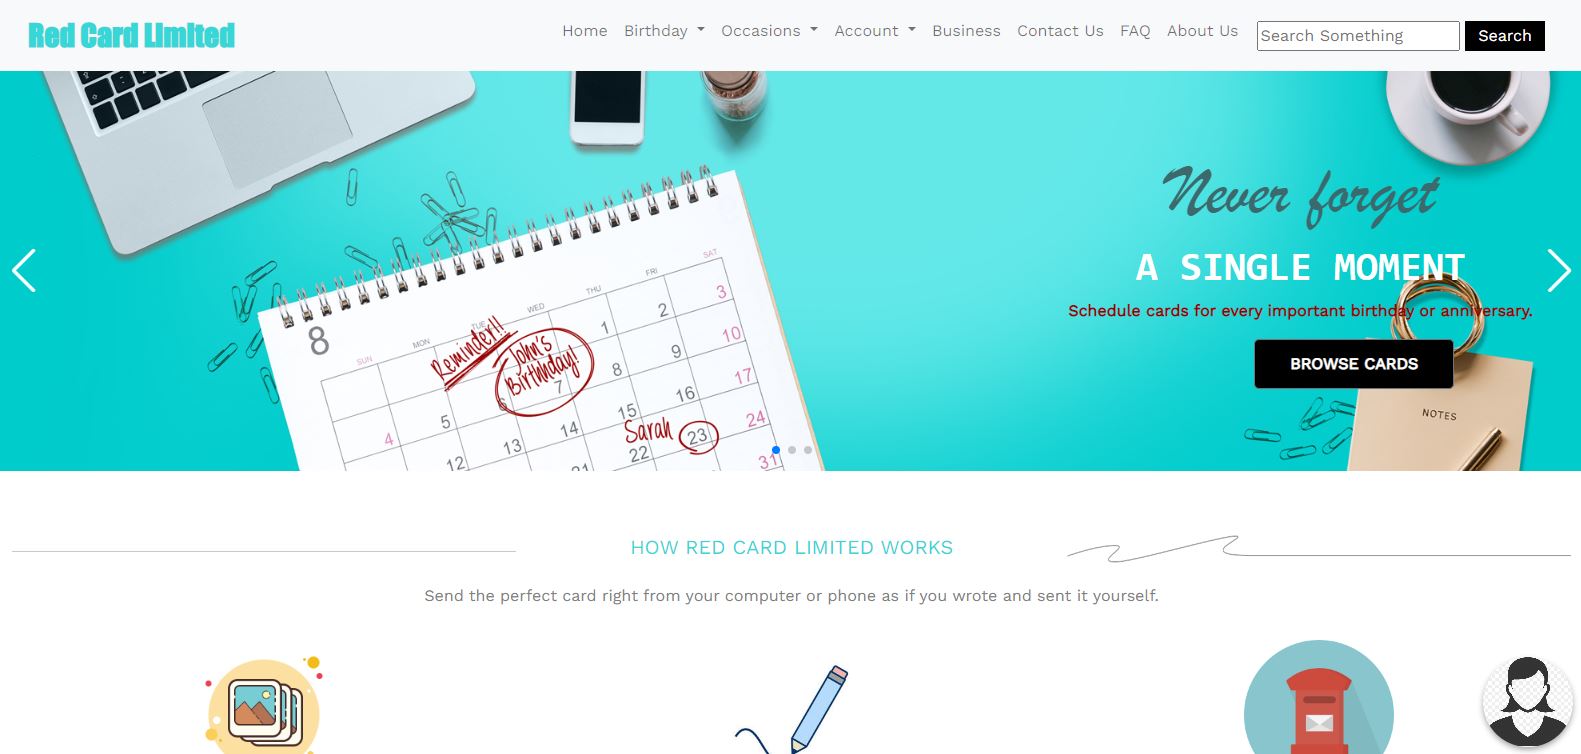 Red Card Limited
Home Birthday Occasions Account Business Contact Us FAQ About Us Search Something Search
Never forget
A SINGLE MOMENT
Schedule cards for every important birthday or anniversary.
BROWSE CARDS
NOTES
8
SUN MON TUE WED THU FRI SAT
1 2 3
Reminder!!
John's
Birthday!
4 5 6 7 8 9 10
Sarah
12 13 14 15 16 17
21 22 23 24
31
HOW RED CARD LIMITED WORKS
Send the perfect card right from your computer or phone as if you wrote and sent it yourself.